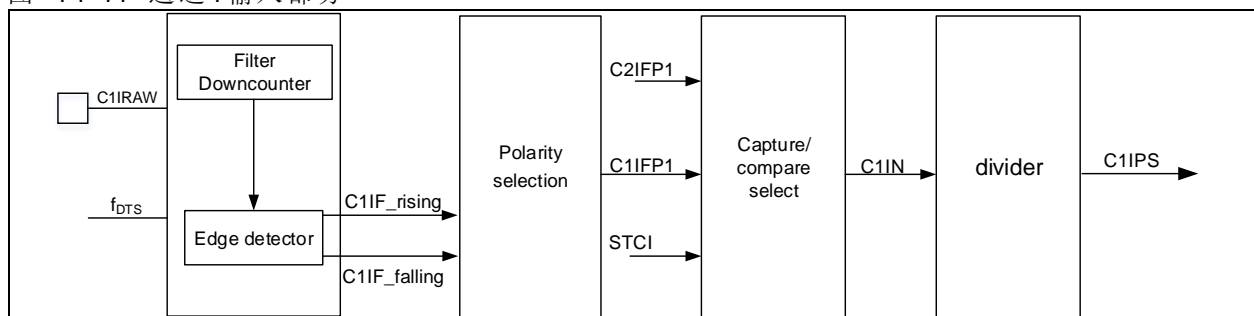 Filter
Downcounter
C1IRAW
fDTS
Edge detector
C1IF_rising
C1IF_falling
Polarity
selection
C2IFP1
C1IFP1
STCI
Capture/
compare
select
C1IN
divider
C1IPS